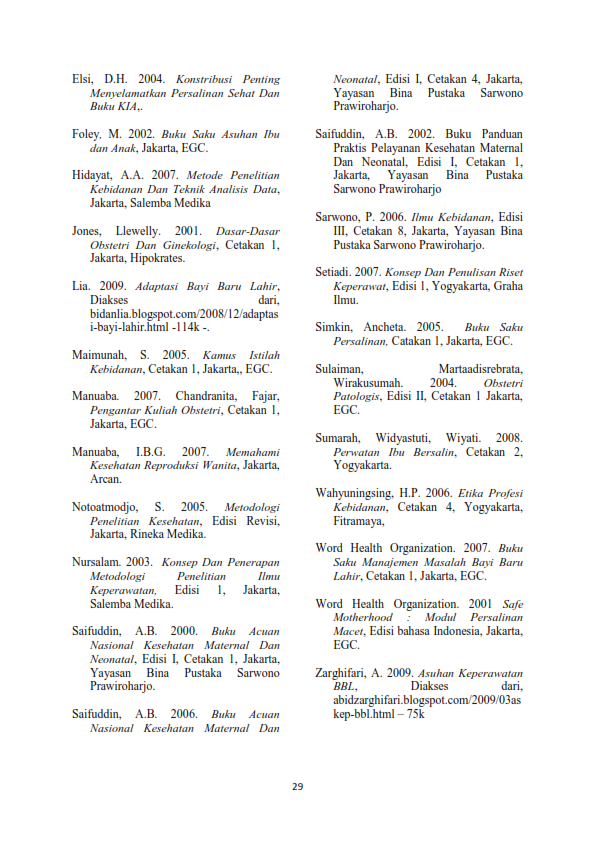 Elsi, D.H. 2004. Konstribusi Penting
Menyelamatkan Persalinan Sehat Dan
Buku KIA,.
Foley, M. 2002. Buku Saku Asuhan Ibu
dan Anak, Jakarta, EGC.
Hidayat, A.A. 2007. Metode Penelitian
Kebidanan Dan Teknik Analisis Data,
Jakarta, Salemba Medika
Jones, Llewelly. 2001. Dasar-Dasar
Obstetri Dan Ginekologi, Cetakan 1,
Jakarta, Hipokrates.
Lia. 2009. Adaptasi Bayi Baru Lahir,
Diakses dari,
bidanlia.blogspot.com/2008/12/adaptas
i-bayi-lahir.html -114k -.
Maimunah, S. 2005. Kamus Istilah
Kebidanan, Cetakan 1, Jakarta,, EGC.
Manuaba. 2007. Chandranita, Fajar,
Pengantar Kuliah Obstetri, Cetakan 1,
Jakarta, EGC.
Manuaba, I.B.G. 2007. Memahami
Kesehatan Reproduksi Wanita, Jakarta,
Arcan.
Notoatmodjo, S. 2005. Metodologi
Penelitian Kesehatan, Edisi Revisi,
Jakarta, Rineka Medika.
Nursalam. 2003. Konsep Dan Penerapan
Metodologi Penelitian Ilmu
Keperawatan, Edisi 1, Jakarta,
Salemba Medika.
Saifuddin, A.B. 2000. Buku Acuan
Nasional Kesehatan Maternal Dan
Neonatal, Edisi I, Cetakan 1, Jakarta,
Yayasan Bina Pustaka Sarwono
Prawiroharjo.
Saifuddin, A.B. 2006. Buku Acuan
Nasional Kesehatan Maternal Dan
Neonatal, Edisi I, Cetakan 4, Jakarta,
Yayasan Bina Pustaka Sarwono
Prawiroharjo.
Saifuddin, A.B. 2002. Buku Panduan
Praktis Pelayanan Kesehatan Maternal
Dan Neonatal, Edisi I, Cetakan 1,
Jakarta, Yayasan Bina Pustaka
Sarwono Prawiroharjo
Sarwono, P. 2006. Ilmu Kebidanan, Edisi
III, Cetakan 8, Jakarta, Yayasan Bina
Pustaka Sarwono Prawiroharjo.
Setiadi. 2007. Konsep Dan Penulisan Riset
Keperawat, Edisi 1, Yogyakarta, Graha
Ilmu.
Simkin, Ancheta. 2005. Buku Saku
Persalinan, Catakan 1, Jakarta, EGC.
Sulaiman, Martaadisrebrata,
Wirakusumah. 2004. Obstetri
Patologis, Edisi II, Cetakan 1 Jakarta,
EGC.
Sumarah, Widyastuti, Wiyati. 2008.
Perwatan Ibu Bersalin, Cetakan 2,
Yogyakarta.
Wahyuningsing, H.P. 2006. Etika Profesi
Kebidanan, Cetakan 4, Yogyakarta,
Fitramaya,
Word Health Organization. 2007. Buku
Saku Manajemen Masalah Bayi Baru
Lahir, Cetakan 1, Jakarta, EGC.
Word Health Organization. 2001 Safe
Motherhood : Modul Persalinan
Macet, Edisi bahasa Indonesia, Jakarta,
EGC.
Zarghifari, A. 2009. Asuhan Keperawatan
BBL, Diakses dari,
abidzarghifari.blogspot.com/2009/03as
kep-bbl.html – 75k
29